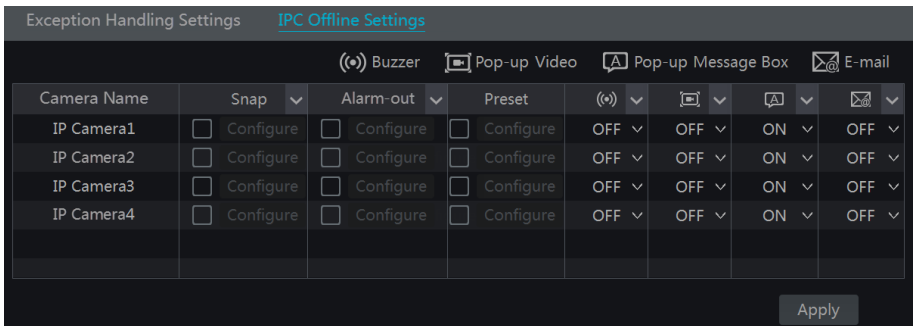 Exception Handling Settings IPC Offline Settings
Buzzer Pop-up Video Pop-up Message Box E-mail
Camera Name Snap Alarm-out Preset
IP Camera1 Configure Configure Configure OFF OFF ON OFF
IP Camera2 Configure Configure Configure OFF OFF ON OFF
IP Camera3 Configure Configure Configure OFF OFF ON OFF
IP Camera4 Configure Configure Configure OFF OFF ON OFF
Apply